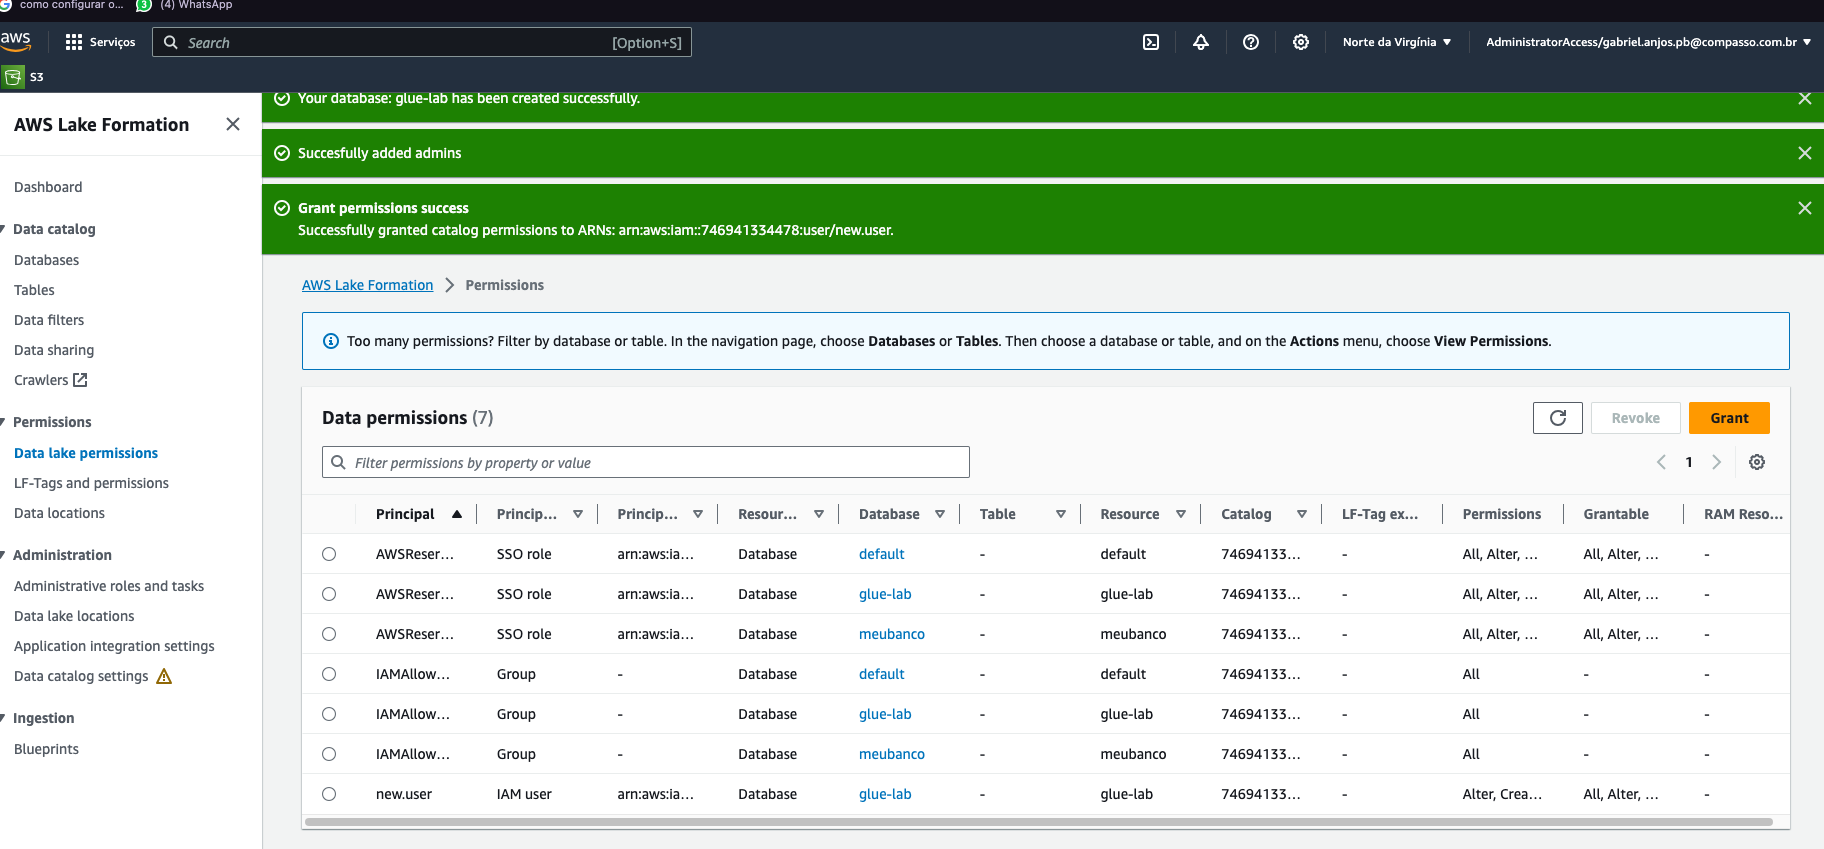 como configurar o...
3
(4) WhatsApp
aws
Serviços
Search
[Option+S]
Norte da Virgínia
AdministratorAccess/gabriel.anjos.pb@compasso.com.br
S3
AWS Lake Formation
Dashboard
Data catalog
Databases
Tables
Data filters
Data sharing
Crawlers
Permissions
Data lake permissions
LF-Tags and permissions
Data locations
Administration
Administrative roles and tasks
Data lake locations
Application integration settings
Data catalog settings
Ingestion
Blueprints
Your database: glue-lab has been created successfully.
Succesfully added admins
Grant permissions success
Successfully granted catalog permissions to ARNs: arn:aws:iam::746941334478:user/new.user.
AWS Lake Formation > Permissions
Too many permissions? Filter by database or table. In the navigation page, choose Databases or Tables. Then choose a database or table, and on the Actions menu, choose View Permissions.
Data permissions (7)
Revoke
Grant
Filter permissions by property or value
1
Principal Princip... Princip... Resour... Database Table Resource Catalog LF-Tag ex... Permissions Grantable RAM Reso...
AWSReser... SSO role arn:aws:ia... Database default - default 74694133... - All, Alter, ... All, Alter, ... -
AWSReser... SSO role arn:aws:ia... Database glue-lab - glue-lab 74694133... - All, Alter, ... All, Alter, ... -
AWSReser... SSO role arn:aws:ia... Database meubanco - meubanco 74694133... - All, Alter, ... All, Alter, ... -
IAMAllow... Group - Database default - default 74694133... - All - -
IAMAllow... Group - Database glue-lab - glue-lab 74694133... - All - -
IAMAllow... Group - Database meubanco - meubanco 74694133... - All - -
new.user IAM user arn:aws:ia... Database glue-lab - glue-lab 74694133... - Alter, Crea... All, Alter, ... -